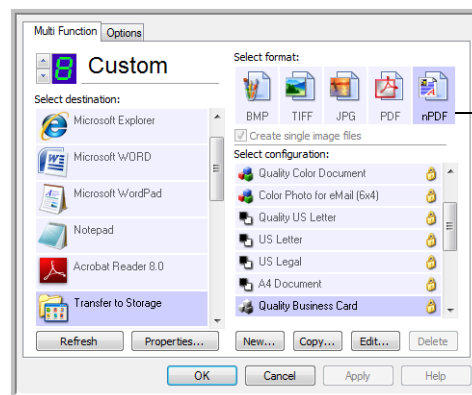 Multi Function Options
8 Custom
Select format:
BMP TIFF JPG PDF nPDF
Create single image files
Select destination:
Microsoft Explorer
Microsoft WORD
Microsoft WordPad
Notepad
Acrobat Reader 8.0
Transfer to Storage
Refresh Properties...
Select configuration:
Quality Color Document
Color Photo for eMail (6x4)
Quality US Letter
US Letter
US Legal
A4 Document
Quality Business Card
New... Copy... Edit... Delete
OK Cancel Apply Help